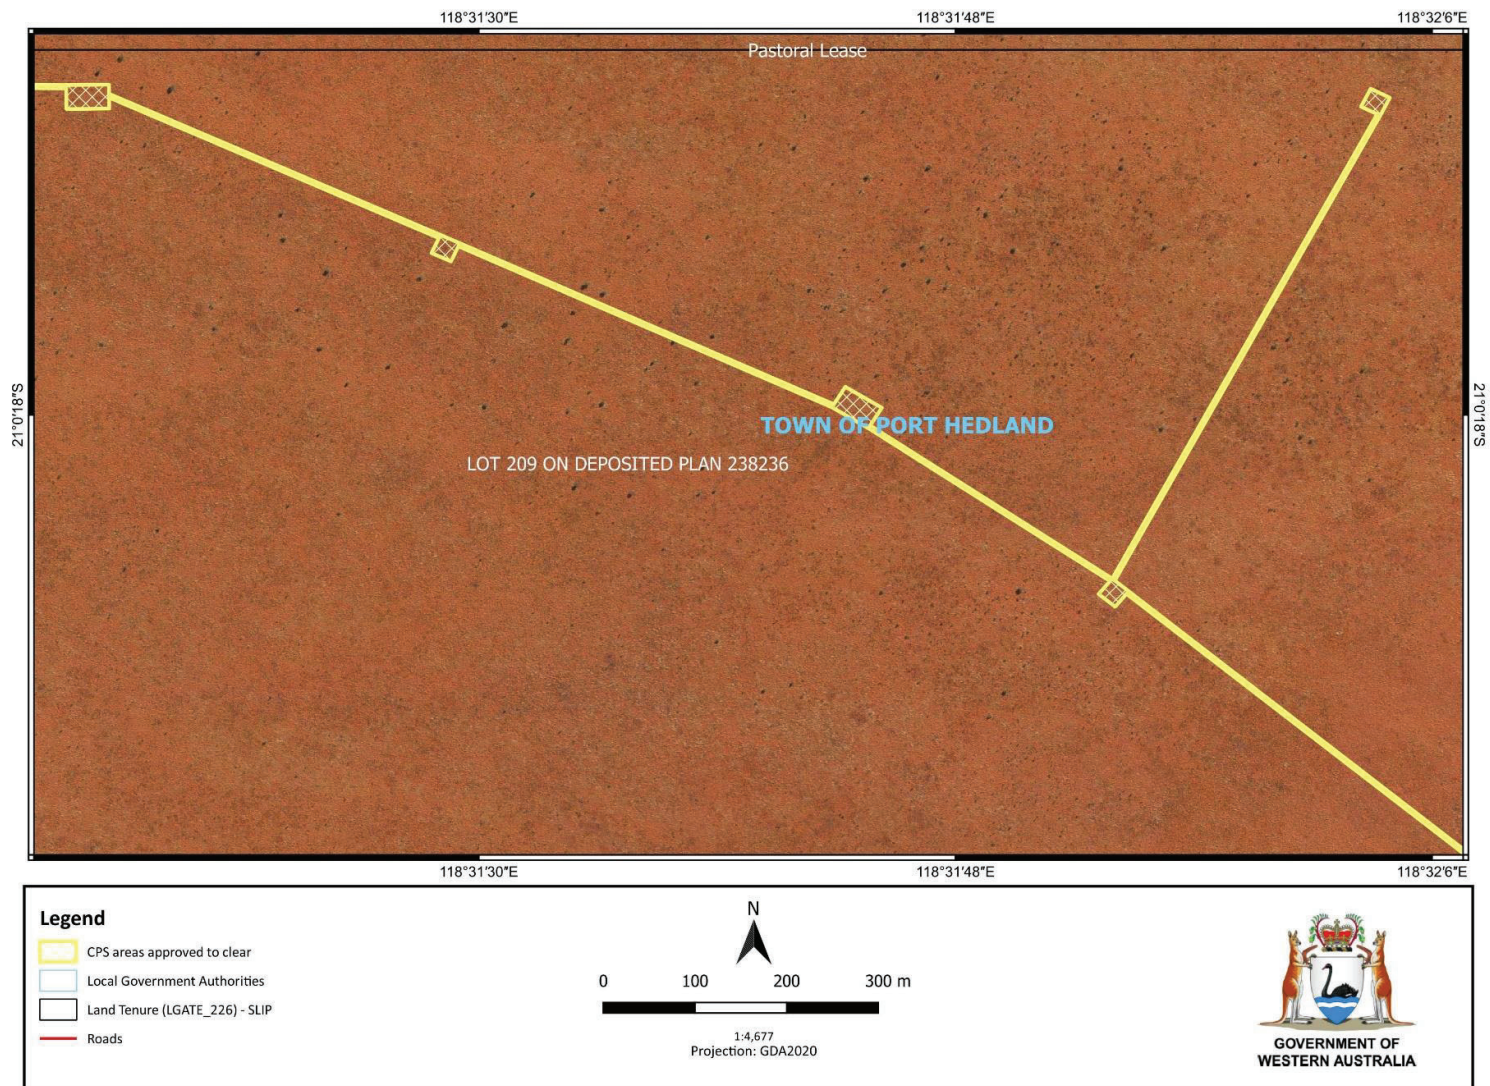 118°31'30"E 118°31'48"E 118°32'6"E
Pastoral Lease
21°0'18"S
21°0'18"S
TOWN OF PORT HEDLAND
LOT 209 ON DEPOSITED PLAN 238236
118°31'30"E 118°31'48"E 118°32'6"E
Legend
CPS areas approved to clear
Local Government Authorities
Land Tenure (LGATE_226) - SLIP
Roads
N
0 100 200 300 m
1:4,677
Projection: GDA2020
GOVERNMENT OF
WESTERN AUSTRALIA